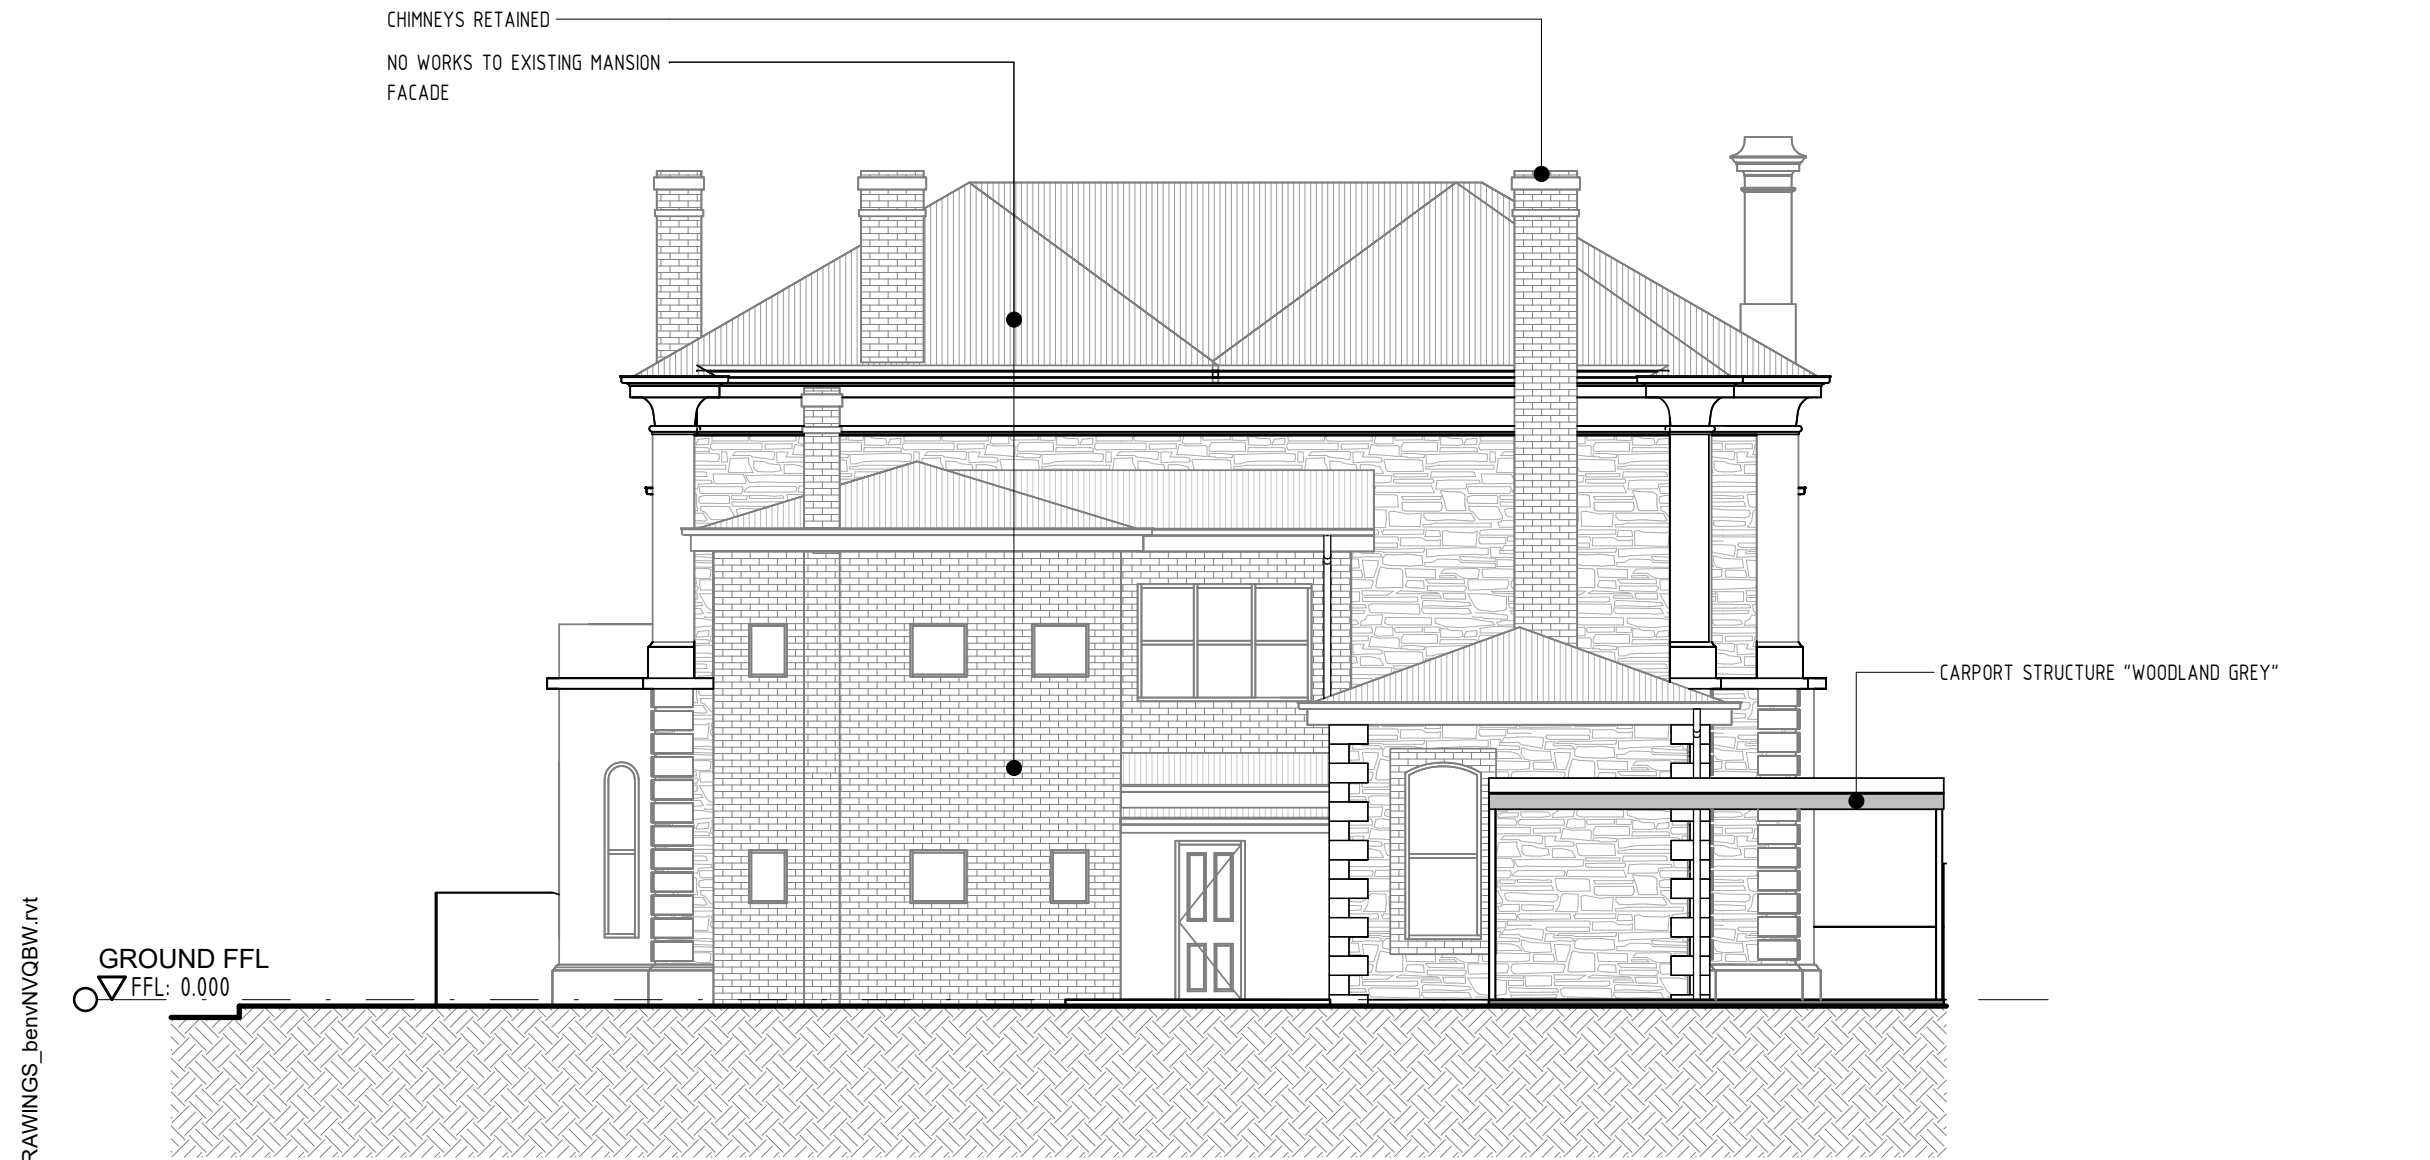 CHIMNEYS RETAINED
NO WORKS TO EXISTING MANSION
FACADE
CARPORT STRUCTURE "WOODLAND GREY"
GROUND FFL
FFL: 0.000
RAWINGS_benvNVQBW.rvt